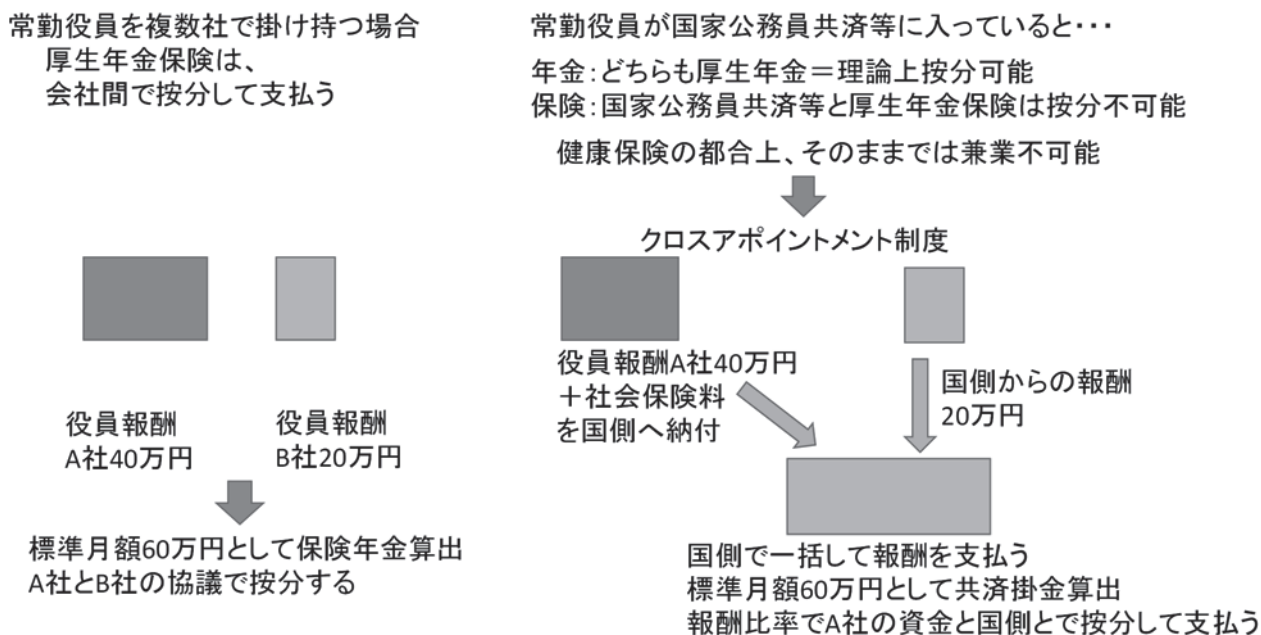 常勤役員を複数社で掛け持つ場合
厚生年金保険は、
会社間で按分して支払う
役員報酬
A社40万円
役員報酬
B社20万円
標準月額60万円として保険年金算出
A社とB社の協議で按分する
常勤役員が国家公務員共済等に入っていると・・・
年金：どちらも厚生年金＝理論上按分可能
保険：国家公務員共済等と厚生年金保険は按分不可能
健康保険の都合上、そのままでは兼業不可能
クロスアポイントメント制度
役員報酬A社40万円
＋社会保険料
を国側へ納付
国側からの報酬
20万円
国側で一括して報酬を支払う
標準月額60万円として共済掛金算出
報酬比率でA社の資金と国側とで按分して支払う